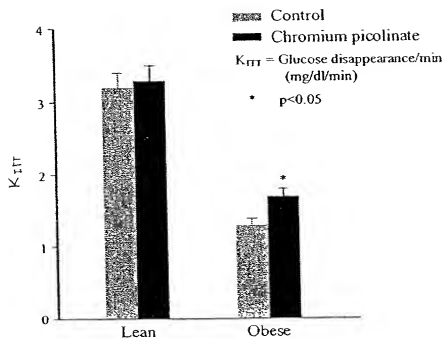 Control
Chromium picolinate
K_ITT = Glucose disappearance/min
(mg/dl/min)
* p<0.05
4
3
K_ITT
2
*
1
0
Lean Obese